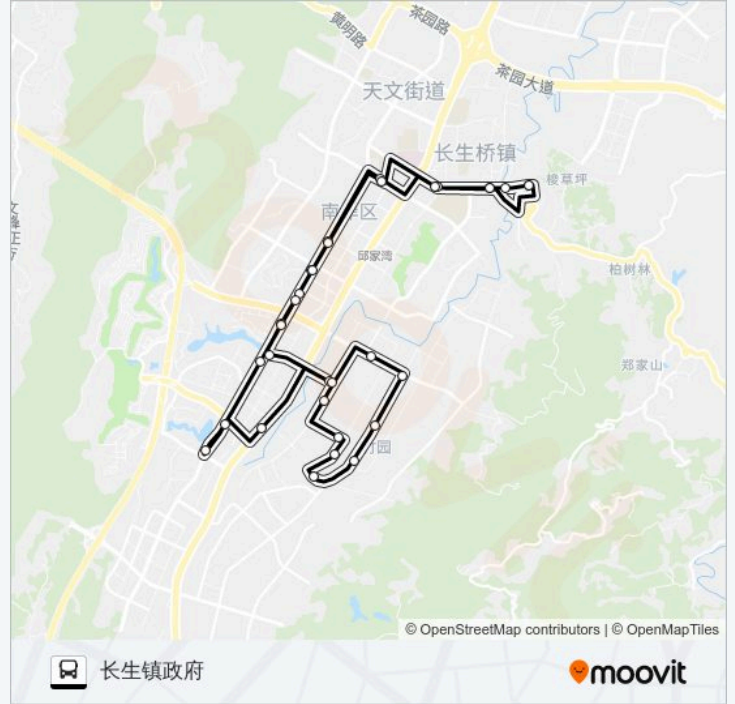 黄明路
茶园路
天文街道
茶园大道
长生桥镇
梭草坪
南岸区
邱家湾
柏树林
郑家山
© OpenStreetMap contributors | © OpenMapTiles
长生镇政府
moovit